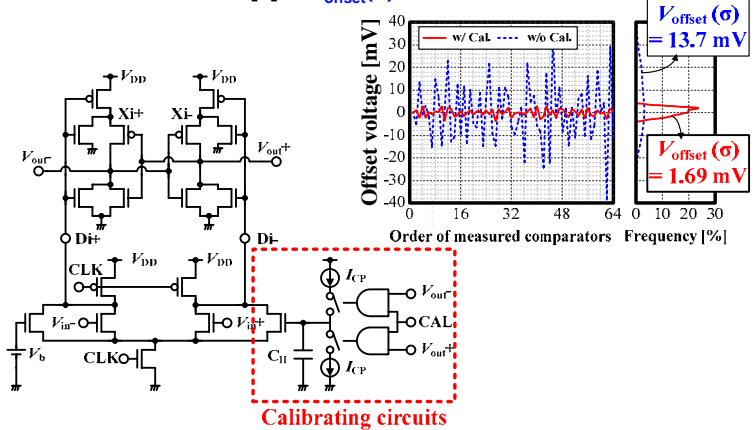 offset
w/ Cal. w/o Cal.
Offset voltage [mV]
40
30
20
10
0
-10
-20
-30
-40
0 16 32 48 64
Order of measured comparators
0 10 20 30
Frequency [%]
Voffset (σ)
= 13.7 mV
Voffset (σ)
= 1.69 mV
VDD VDD
Xi+ Xi-
Vout- Vout+
Di+ Di-
CLK VDD VDD
Vin- Vin+
Vb
CLK
ICP
Vout-
CAL
Vout+
CH
ICP
Calibrating circuits